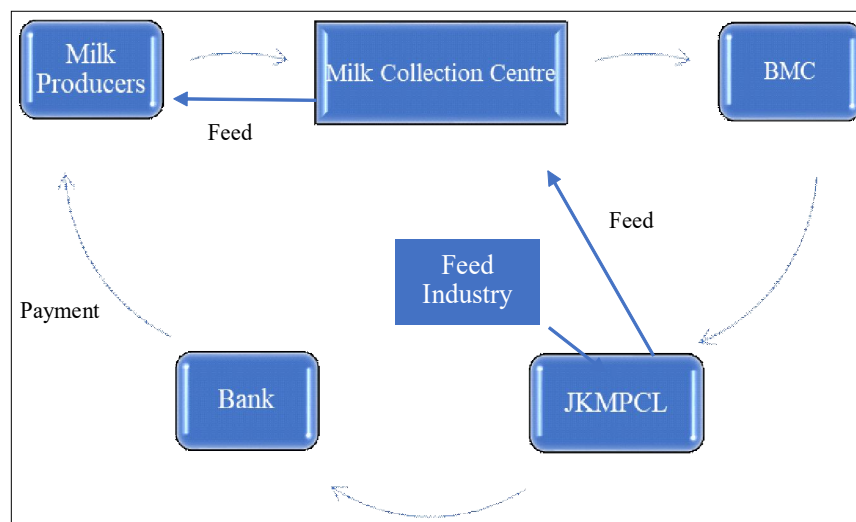 Milk
Producers
Milk Collection Centre
BMC
Feed
Feed
Feed
Industry
Payment
Bank
JKMPCL